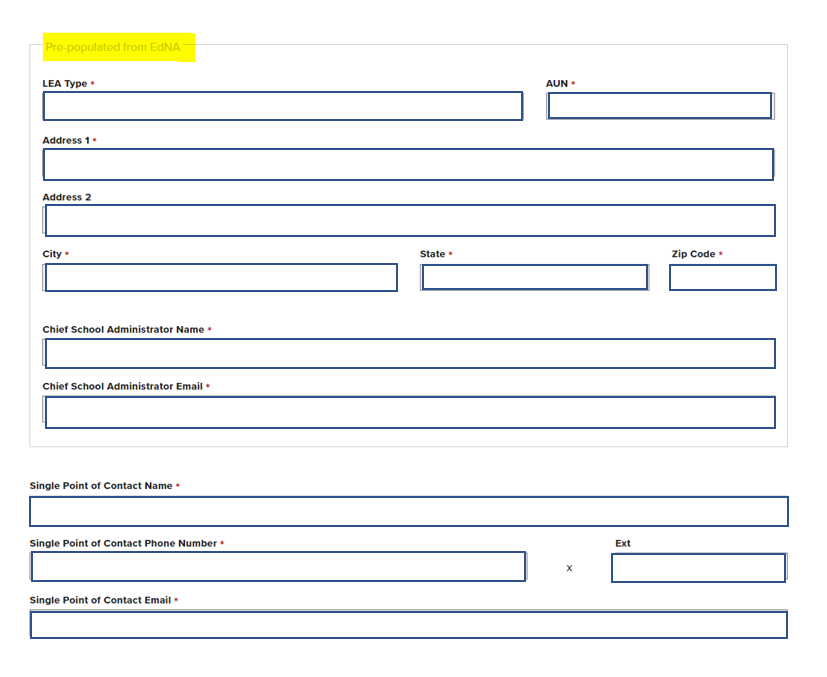 Pre-populated from EdNA
LEA Type * AUN *
Address 1 *
Address 2
City * State * Zip Code *
Chief School Administrator Name *
Chief School Administrator Email *
Single Point of Contact Name *
Single Point of Contact Phone Number * Ext
x
Single Point of Contact Email *